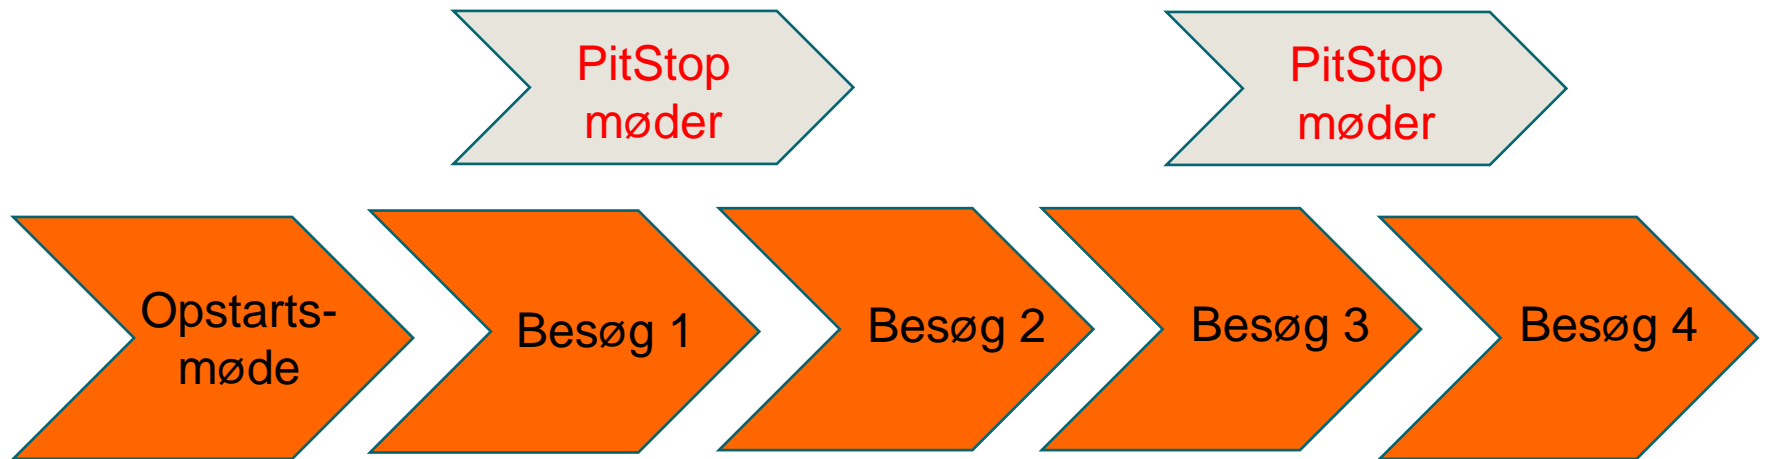 PitStop
møder
PitStop
møder
Opstarts-
møde
Besøg 1
Besøg 2
Besøg 3
Besøg 4